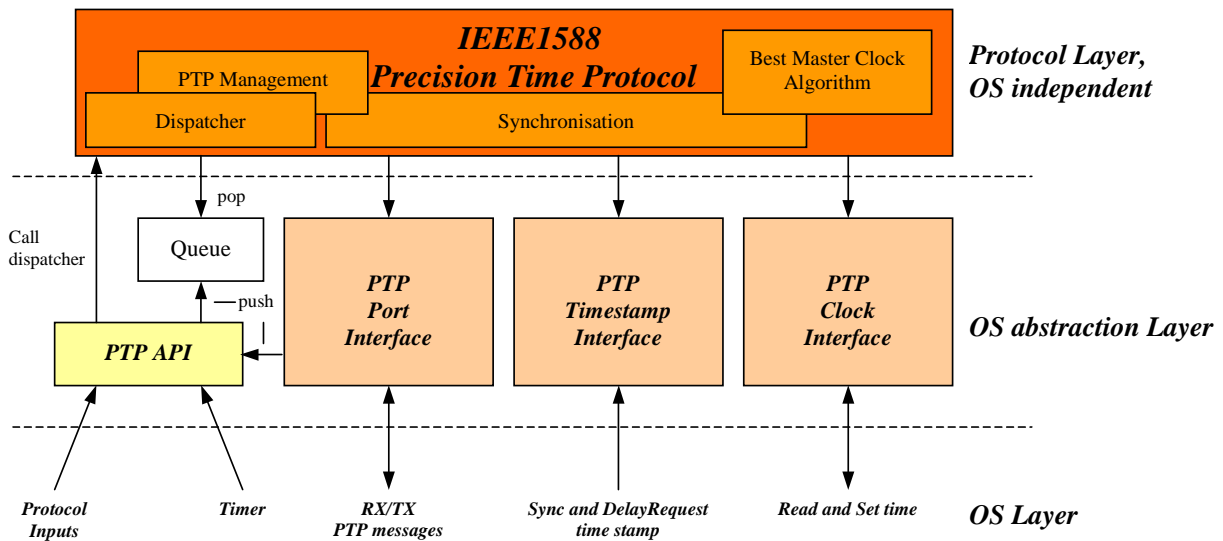 IEEE1588
Precision Time Protocol
PTP Management
Best Master Clock
Algorithm
Dispatcher
Synchronisation
Protocol Layer,
OS independent
pop
Call
dispatcher
Queue
push
PTP
Port
Interface
PTP
Timestamp
Interface
PTP
Clock
Interface
PTP API
OS abstraction Layer
Protocol
Inputs
Timer
RX/TX
PTP messages
Sync and DelayRequest
time stamp
Read and Set time
OS Layer